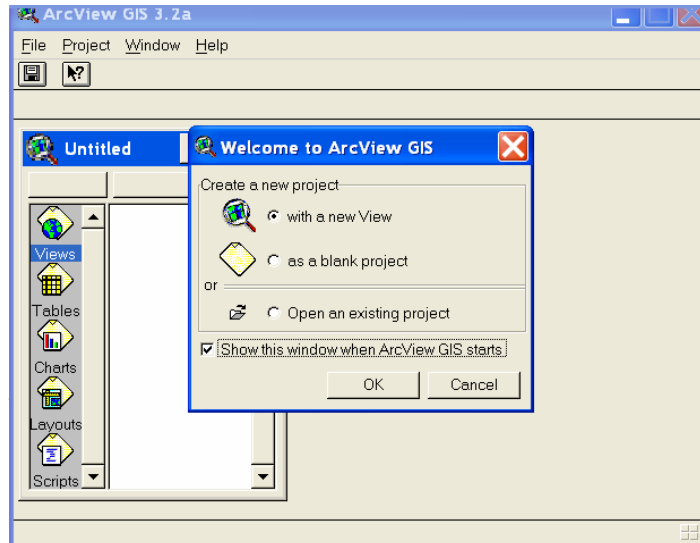 ArcView GIS 3.2a
File Project Window Help
Untitled
Views
Tables
Charts
Layouts
Scripts
Welcome to ArcView GIS
Create a new project
with a new View
as a blank project
or
Open an existing project
Show this window when ArcView GIS starts
OK Cancel